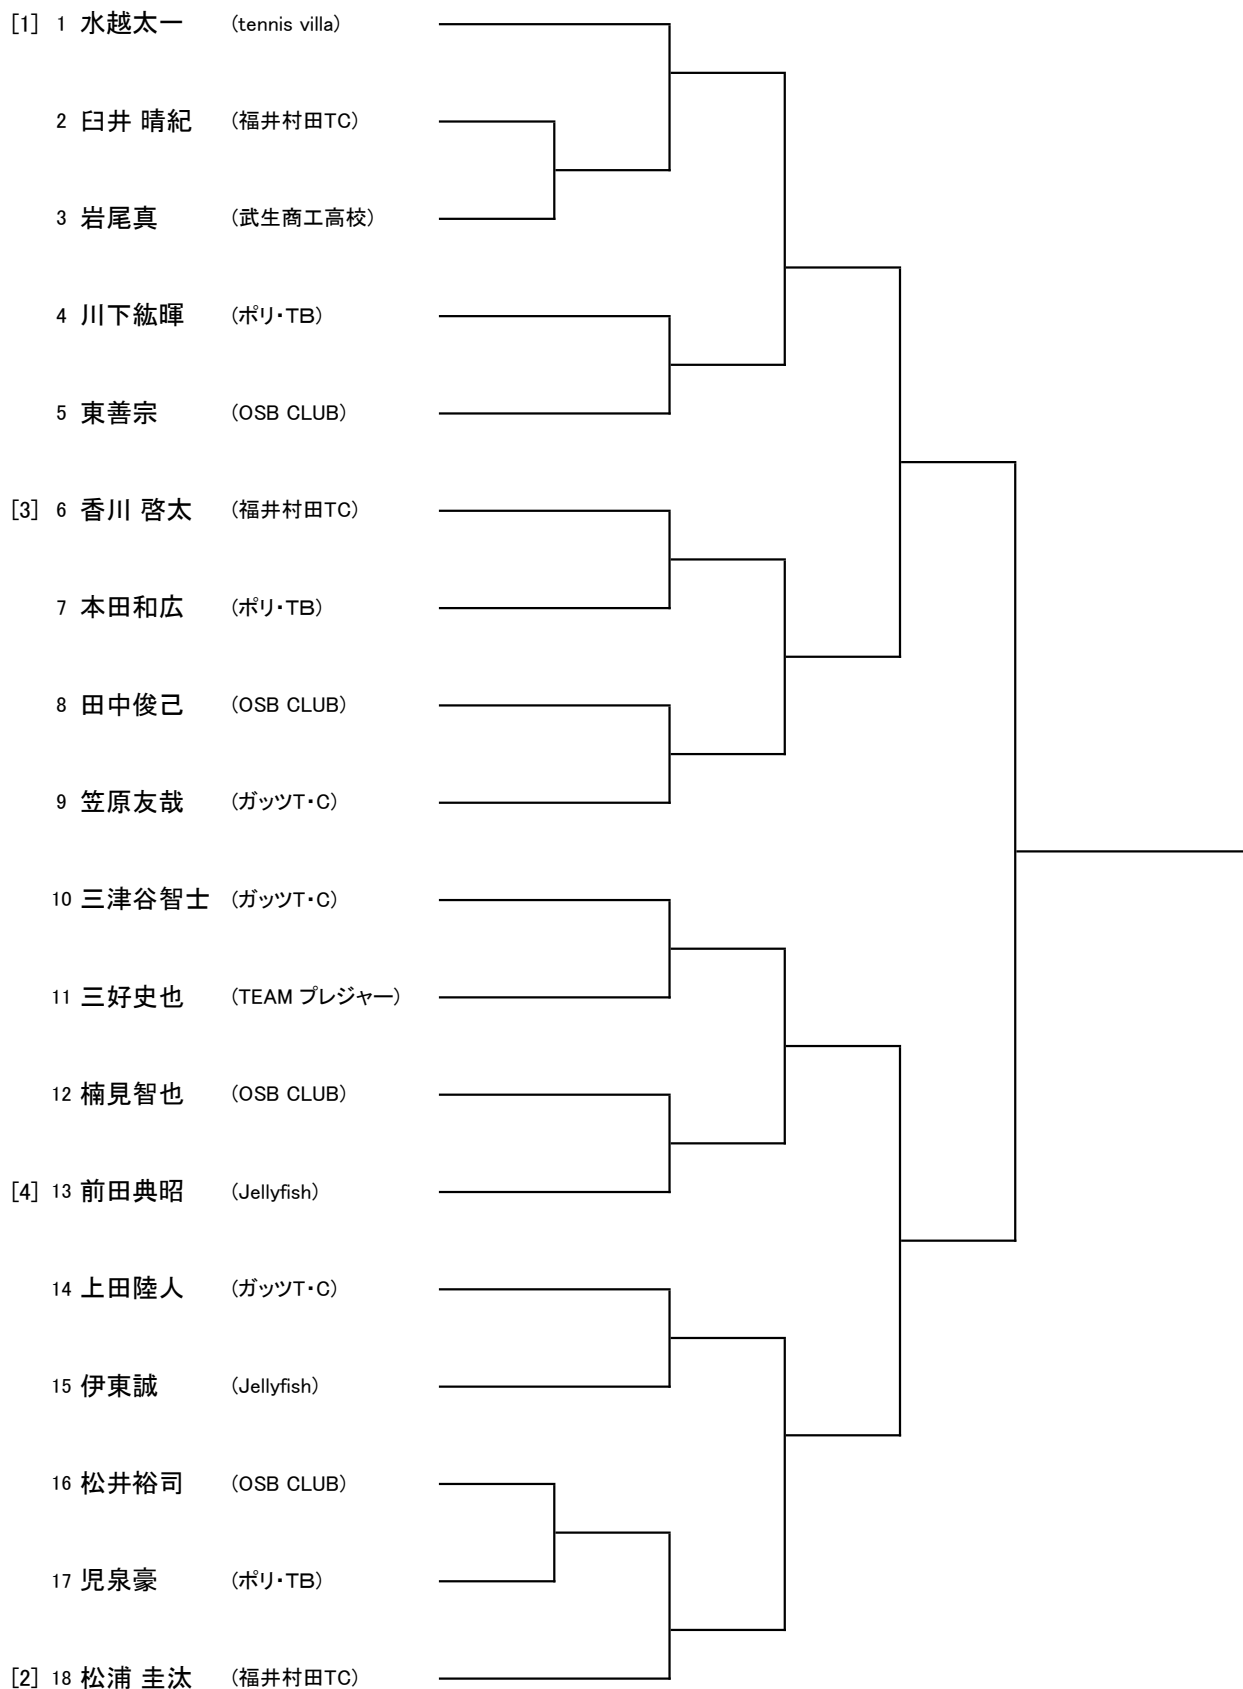 [1] 1 水越太一 (tennis villa)
2 臼井 晴紀 (福井村田TC)
3 岩尾真 (武生商工高校)
4 川下紘暉 (ポリ・TB)
5 東善宗 (OSB CLUB)
[3] 6 香川 啓太 (福井村田TC)
7 本田和広 (ポリ・TB)
8 田中俊己 (OSB CLUB)
9 笠原友哉 (ガッツT・C)
10 三津谷智士 (ガッツT・C)
11 三好史也 (TEAM プレジャー)
12 楠見智也 (OSB CLUB)
[4] 13 前田典昭 (Jellyfish)
14 上田陸人 (ガッツT・C)
15 伊東誠 (Jellyfish)
16 松井裕司 (OSB CLUB)
17 児泉豪 (ポリ・TB)
[2] 18 松浦 圭汰 (福井村田TC)